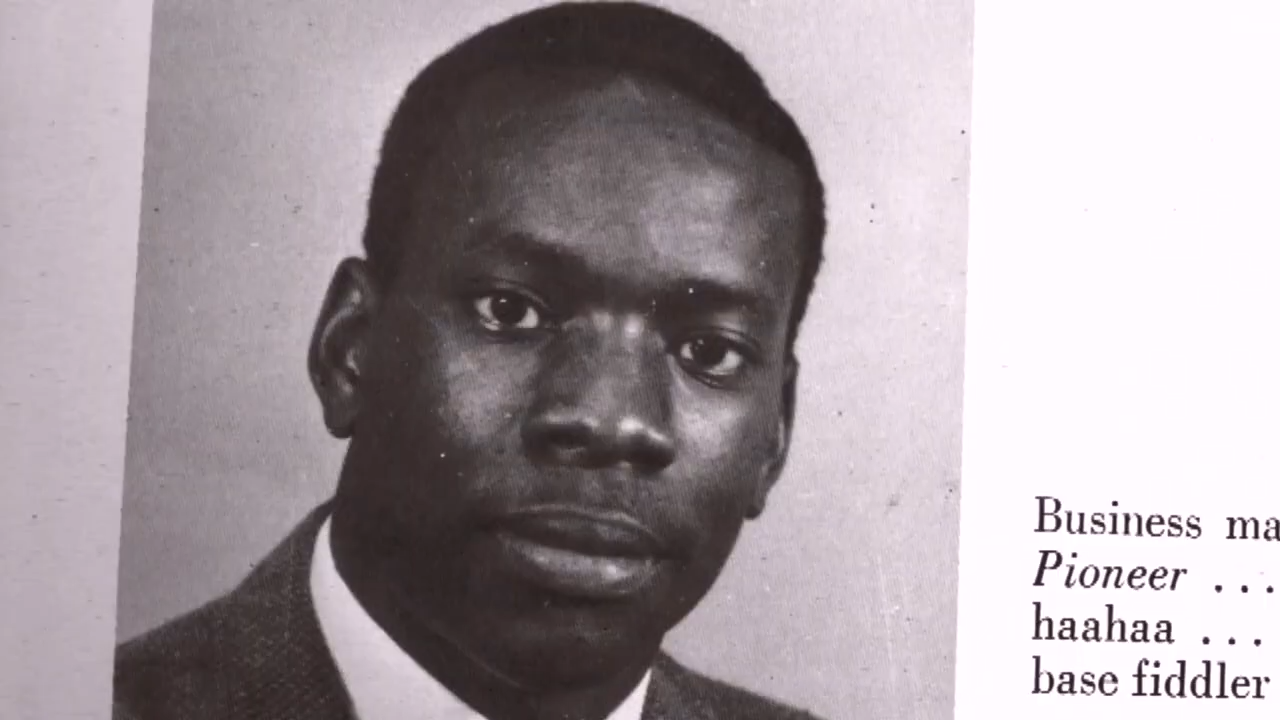 Business ma
Pioneer ...
haahaa ...
base fiddler